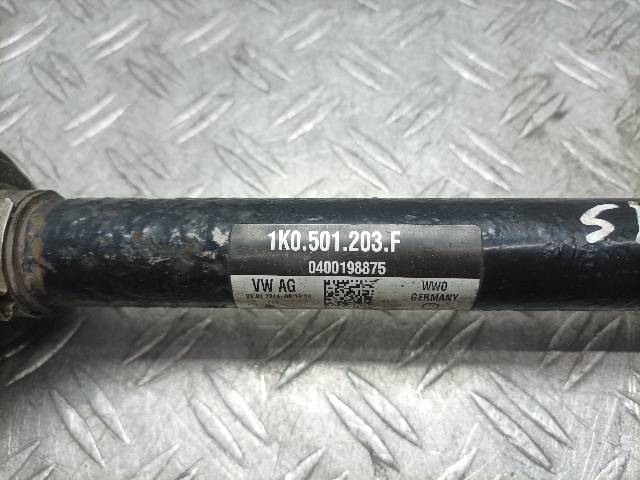 1K0.501.203.F
0400198875
VW AG
WWO
GERMANY